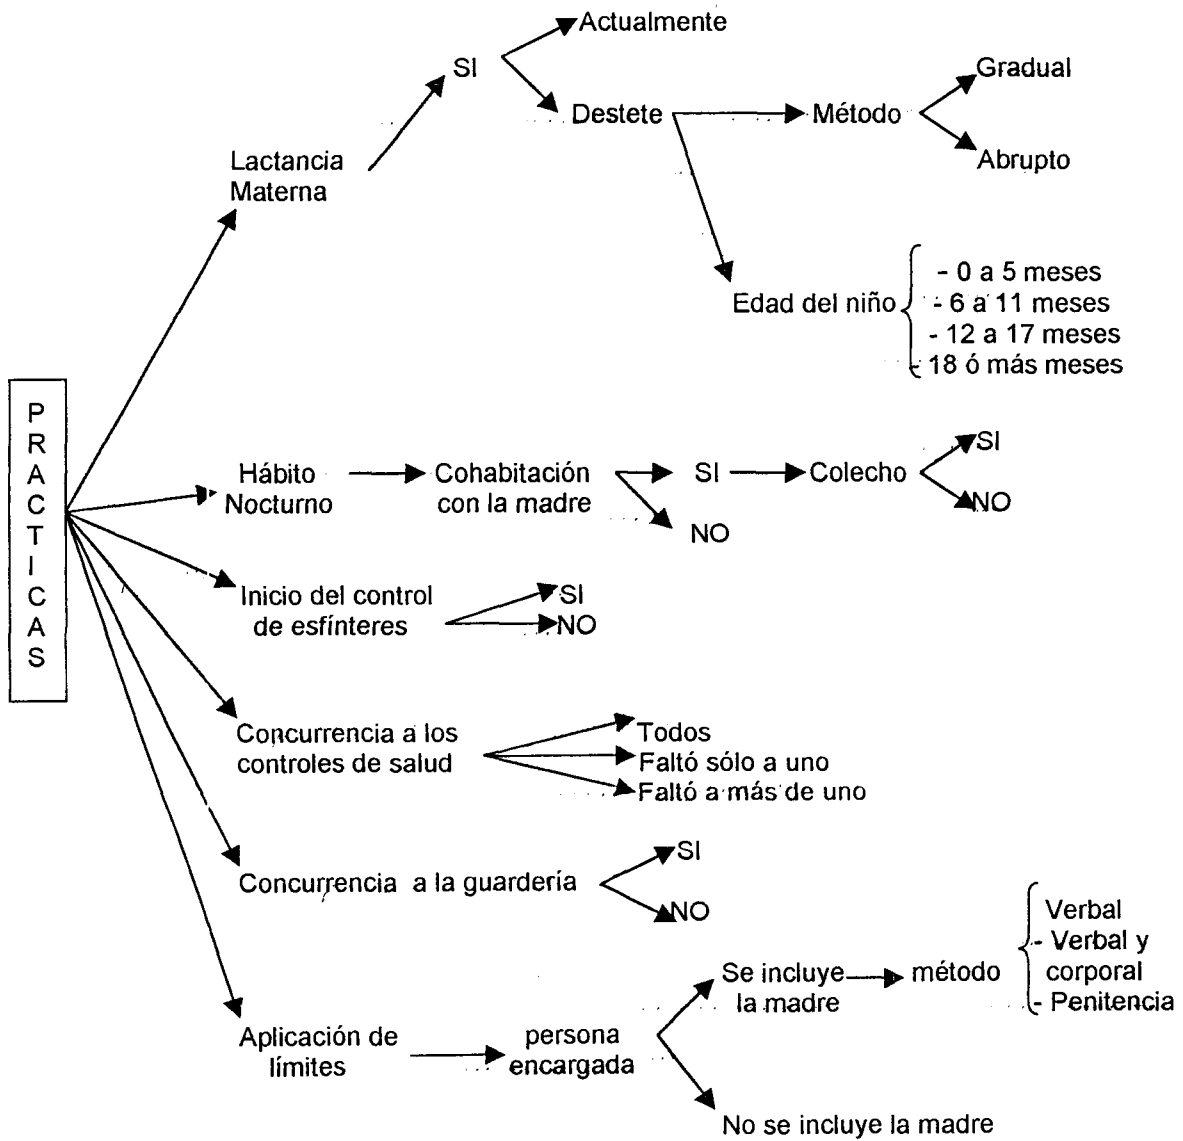 PRACTICAS
Lactancia
Materna
SI
Actualmente
Destete
Método
Gradual
Abrupto
Edad del niño
- 0 a 5 meses
- 6 a 11 meses
- 12 a 17 meses
- 18 ó más meses
Hábito
Nocturno
Cohabitación
con la madre
SI
Colecho
SI
NO
NO
Inicio del control
de esfínteres
SI
NO
Concurrencia a los
controles de salud
Todos
Faltó sólo a uno
Faltó a más de uno
Concurrencia a la guardería
SI
NO
Aplicación de
límites
persona
encargada
Se incluye
la madre
método
Verbal
- Verbal y
corporal
- Penitencia
No se incluye la madre